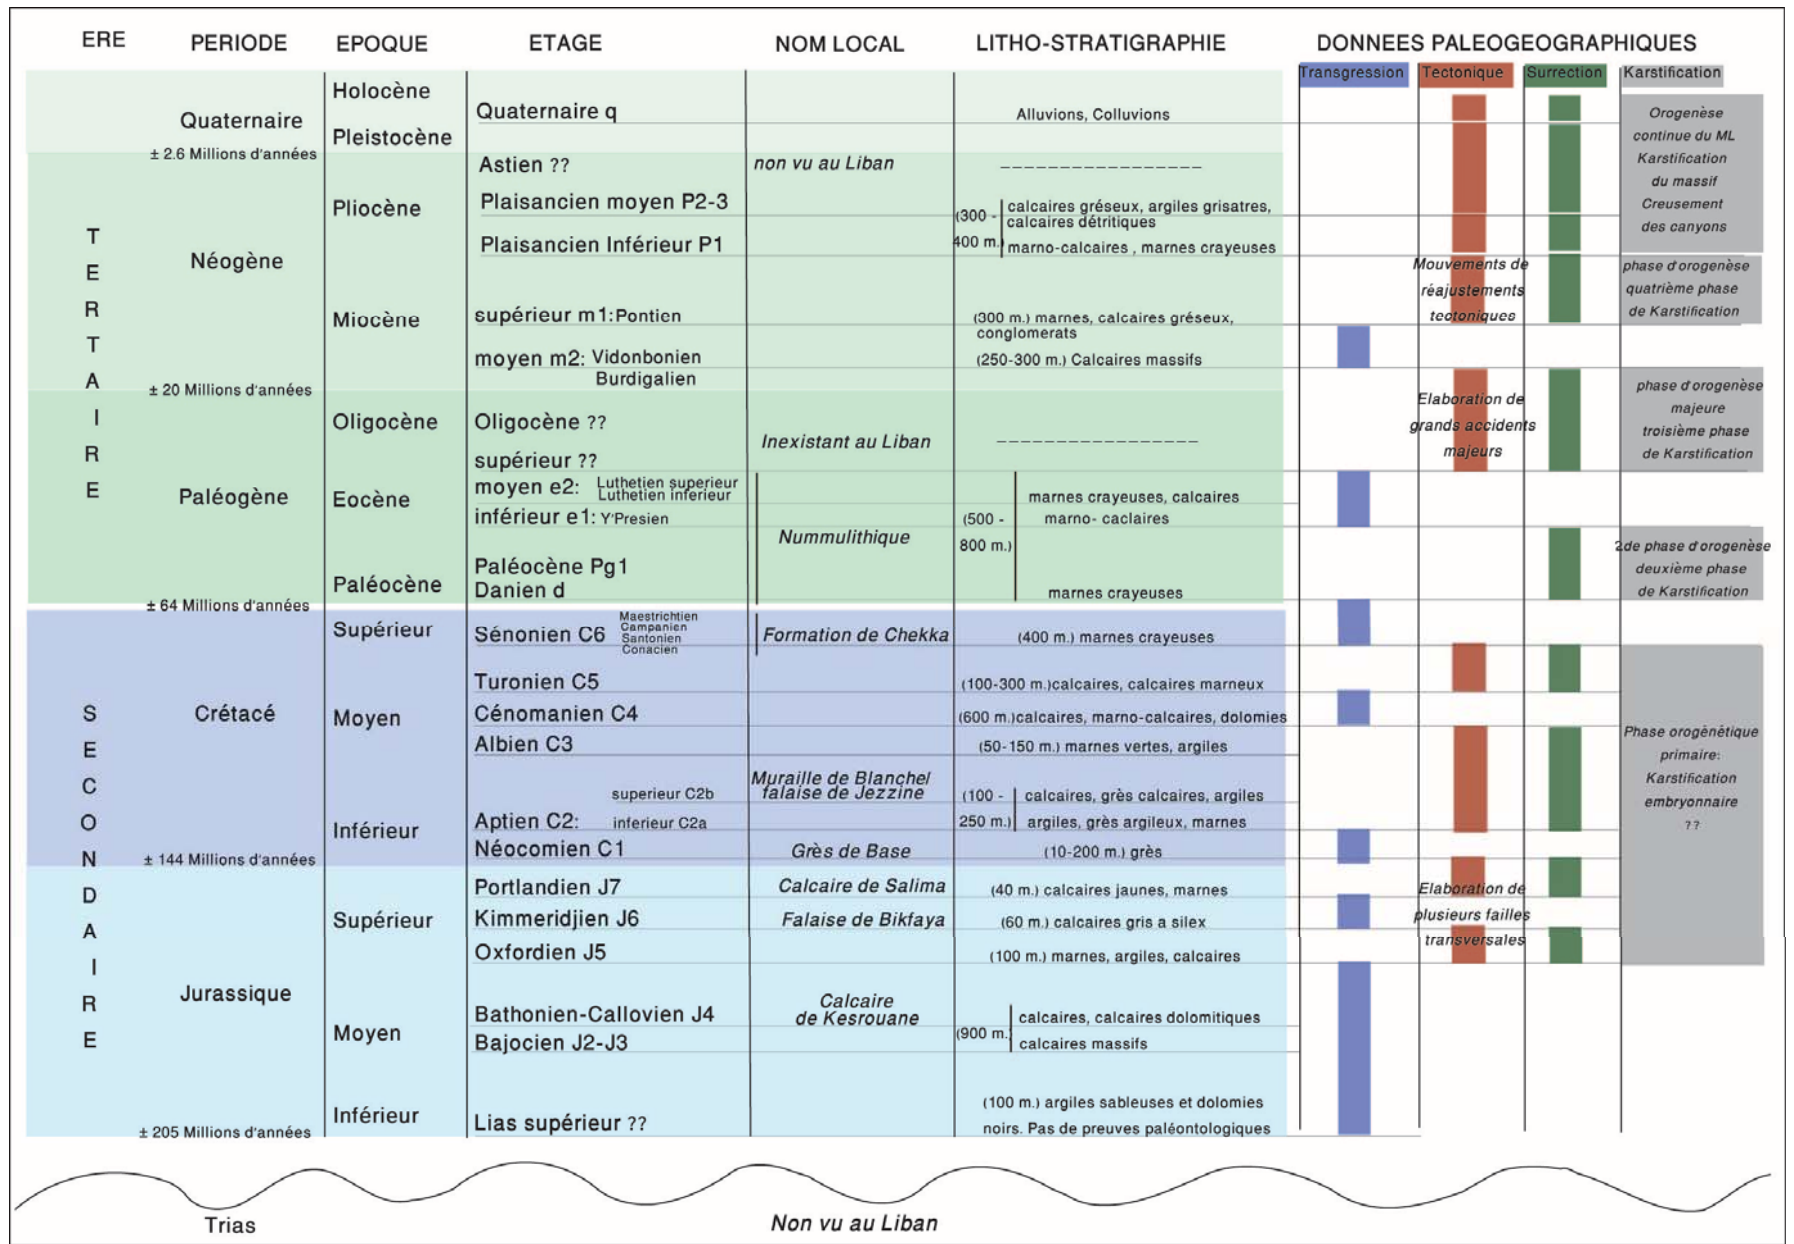 ERE PERIODE EPOQUE ETAGE NOM LOCAL LITHO-STRATIGRAPHIE DONNEES PALEOGEOGRAPHIQUES
Transgression Tectonique Surrection Karstification
TERTAIRE
SECONDAIRE
Quaternaire
± 2.6 Millions d'années
Néogène
± 20 Millions d'années
Paléogène
± 64 Millions d'années
Crétacé
± 144 Millions d'années
Jurassique
± 205 Millions d'années
Holocène
Pleistocène
Pliocène
Miocène
Oligocène
Eocène
Paléocène
Supérieur
Moyen
Inférieur
Supérieur
Moyen
Inférieur
Quaternaire q
Astien ??
Plaisancien moyen P2-3
Plaisancien Inférieur P1
supérieur m1: Pontien
moyen m2: Vidonbonien
Burdigalien
Oligocène ??
supérieur ??
moyen e2: Luthetien superieur
Luthetien inferieur
inférieur e1: Y'Presien
Paléocène Pg1
Danien d
Sénonien C6
Maestrichtien
Campanien
Santonien
Conacien
Turonien C5
Cénomanien C4
Albien C3
superieur C2b
Aptien C2: inferieur C2a
Néocomien C1
Portlandien J7
Kimmeridjien J6
Oxfordien J5
Bathonien-Callovien J4
Bajocien J2-J3
Lias supérieur ??
non vu au Liban
Inexistant au Liban
Nummulithique
Formation de Chekka
Muraille de Blanchel
falaise de Jezzine
Grès de Base
Calcaire de Salima
Falaise de Bikfaya
Calcaire
de Kesrouane
Alluvions, Colluvions
(300 - calcaires gréseux, argiles grisatres,
calcaires détritiques
400 m.) marno-calcaires , marnes crayeuses
(300 m.) marnes, calcaires gréseux,
conglomerats
(250-300 m.) Calcaires massifs
marnes crayeuses, calcaires
(500 - marno- caclaires
800 m.)
marnes crayeuses
(400 m.) marnes crayeuses
(100-300 m.)calcaires, calcaires marneux
(600 m.)calcaires, marno-calcaires, dolomies
(50-150 m.) marnes vertes, argiles
(100 - calcaires, grès calcaires, argiles
250 m.) argiles, grès argileux, marnes
(10-200 m.) grès
(40 m.) calcaires jaunes, marnes
(60 m.) calcaires gris a silex
(100 m.) marnes, argiles, calcaires
calcaires, calcaires dolomitiques
(900 m.)
calcaires massifs
(100 m.) argiles sableuses et dolomies
noirs. Pas de preuves paléontologiques
Mouvements de
réajustements
tectoniques
Elaboration de
grands accidents
majeurs
Elaboration de
plusieurs failles
transversales
Orogenèse
continue du ML
Karstification
du massif
Creusement
des canyons
phase d'orogenèse
quatrième phase
de Karstification
phase d'orogenèse
majeure
troisième phase
de Karstification
2de phase d'orogenèse
deuxième phase
de Karstification
Phase orogènétique
primaire:
Karstification
embryonnaire
??
Trias Non vu au Liban